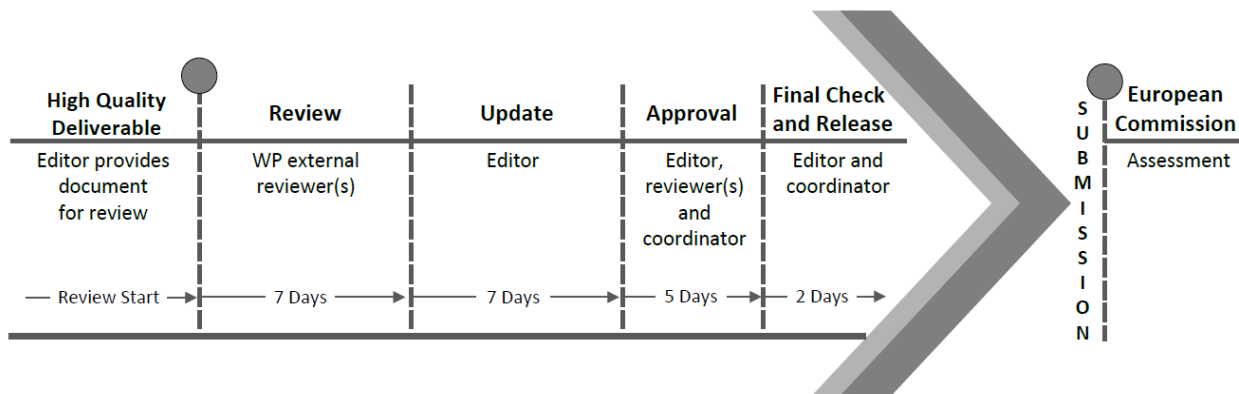 High Quality
Deliverable
Editor provides
document
for review
Review Start
Review
WP external
reviewer(s)
7 Days
Update
Editor
7 Days
Approval
Editor,
reviewer(s)
and
coordinator
5 Days
Final Check
and Release
Editor and
coordinator
2 Days
SUBMISSION
European
Commission
Assessment